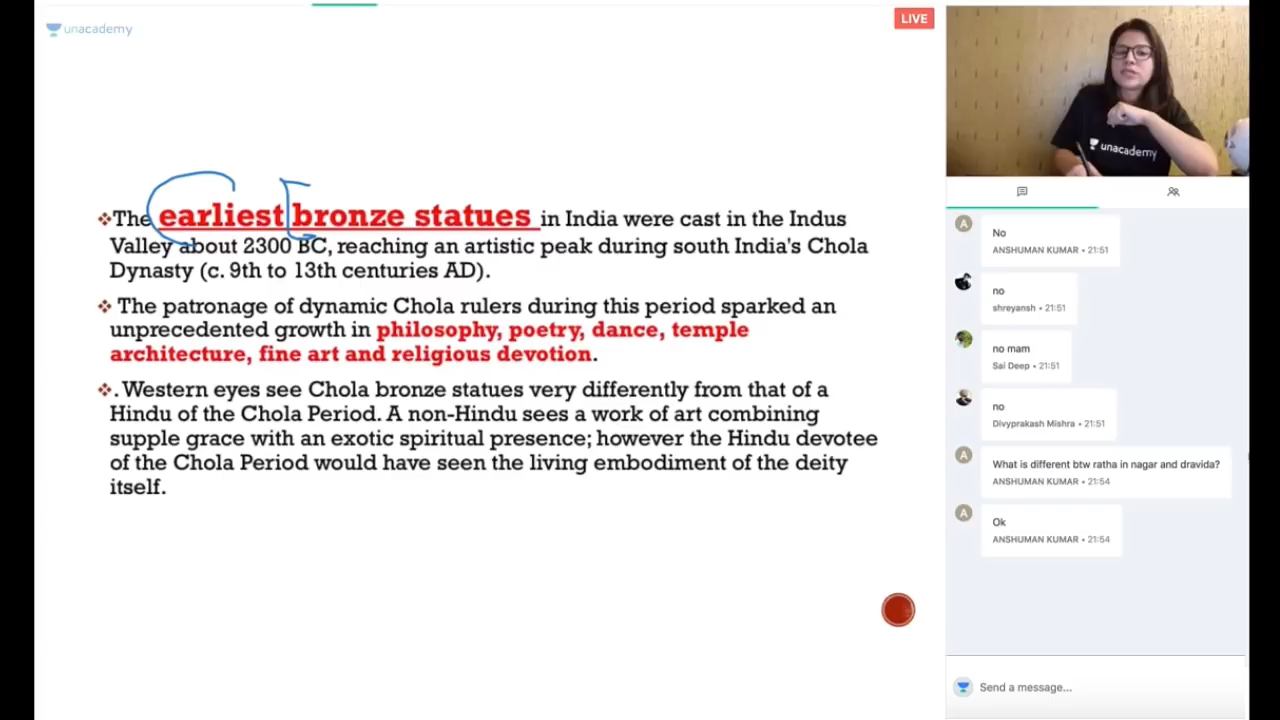 unacademy
LIVE
❖The earliest bronze statues in India were cast in the Indus
Valley about 2300 BC, reaching an artistic peak during south India's Chola
Dynasty (c. 9th to 13th centuries AD).
❖ The patronage of dynamic Chola rulers during this period sparked an
unprecedented growth in philosophy, poetry, dance, temple
architecture, fine art and religious devotion.
❖. Western eyes see Chola bronze statues very differently from that of a
Hindu of the Chola Period. A non-Hindu sees a work of art combining
supple grace with an exotic spiritual presence; however the Hindu devotee
of the Chola Period would have seen the living embodiment of the deity
itself.
unacademy
A
No
ANSHUMAN KUMAR • 21:51
no
shreyansh • 21:51
no mam
Sai Deep • 21:51
no
Divyprakash Mishra • 21:51
A
What is different btw ratha in nagar and dravida?
ANSHUMAN KUMAR • 21:54
A
Ok
ANSHUMAN KUMAR • 21:54
Send a message...